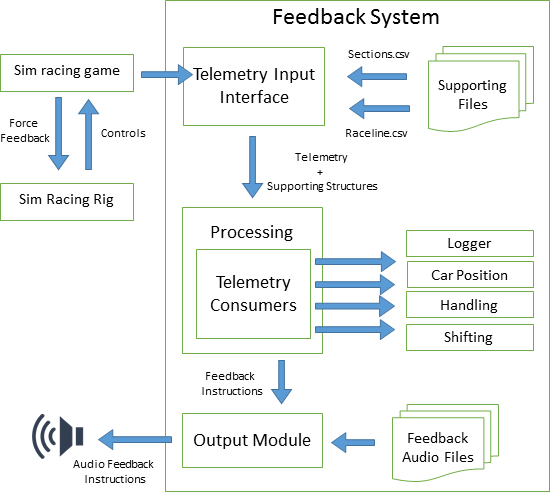 Feedback System
Sim racing game
Telemetry Input
Interface
Sections.csv
Raceline.csv
Supporting
Files
Force
Feedback
Controls
Telemetry
+
Supporting Structures
Sim Racing Rig
Processing
Telemetry
Consumers
Logger
Car Position
Handling
Shifting
Feedback
Instructions
Output Module
Feedback
Audio Files
Audio Feedback
Instructions